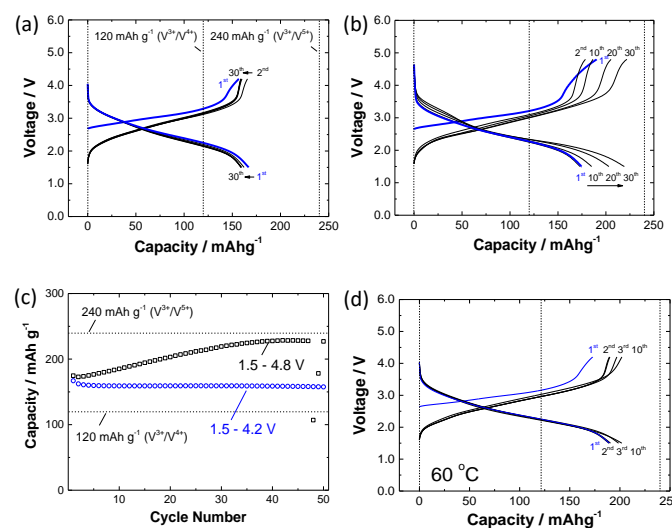 (a)
120 mAh g⁻¹ (V³⁺/V⁴⁺)
240 mAh g⁻¹ (V³⁺/V⁵⁺)
6.0
5.0
4.0
3.0
2.0
1.0
Voltage / V
30ᵗʰ
2ⁿᵈ
1ˢᵗ
30ᵗʰ
1ˢᵗ
0 50 100 150 200 250
Capacity / mAhg⁻¹
(b)
6.0
5.0
4.0
3.0
2.0
1.0
Voltage / V
2ⁿᵈ 10ᵗʰ 20ᵗʰ 30ᵗʰ
1ˢᵗ
1ˢᵗ 10ᵗʰ 20ᵗʰ 30ᵗʰ
0 50 100 150 200 250
Capacity / mAhg⁻¹
(c)
300
200
100
0
Capacity / mAh g⁻¹
240 mAh g⁻¹ (V³⁺/V⁵⁺)
1.5 - 4.8 V
1.5 - 4.2 V
120 mAh g⁻¹ (V³⁺/V⁴⁺)
10 20 30 40 50
Cycle Number
(d)
6.0
5.0
4.0
3.0
2.0
1.0
Voltage / V
1ˢᵗ
2ⁿᵈ 3ʳᵈ 10ᵗʰ
1ˢᵗ
2ⁿᵈ 3ʳᵈ 10ᵗʰ
60 °C
0 50 100 150 200 250
Capacity / mAhg⁻¹